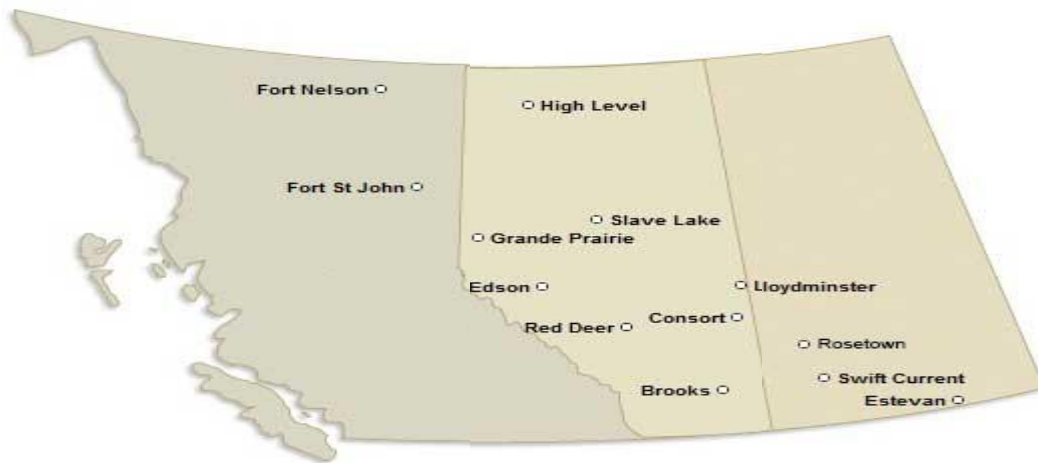 Fort Nelson
High Level
Fort St John
Slave Lake
Grande Prairie
Edson
Lloydminster
Consort
Red Deer
Rosetown
Swift Current
Brooks
Estevan